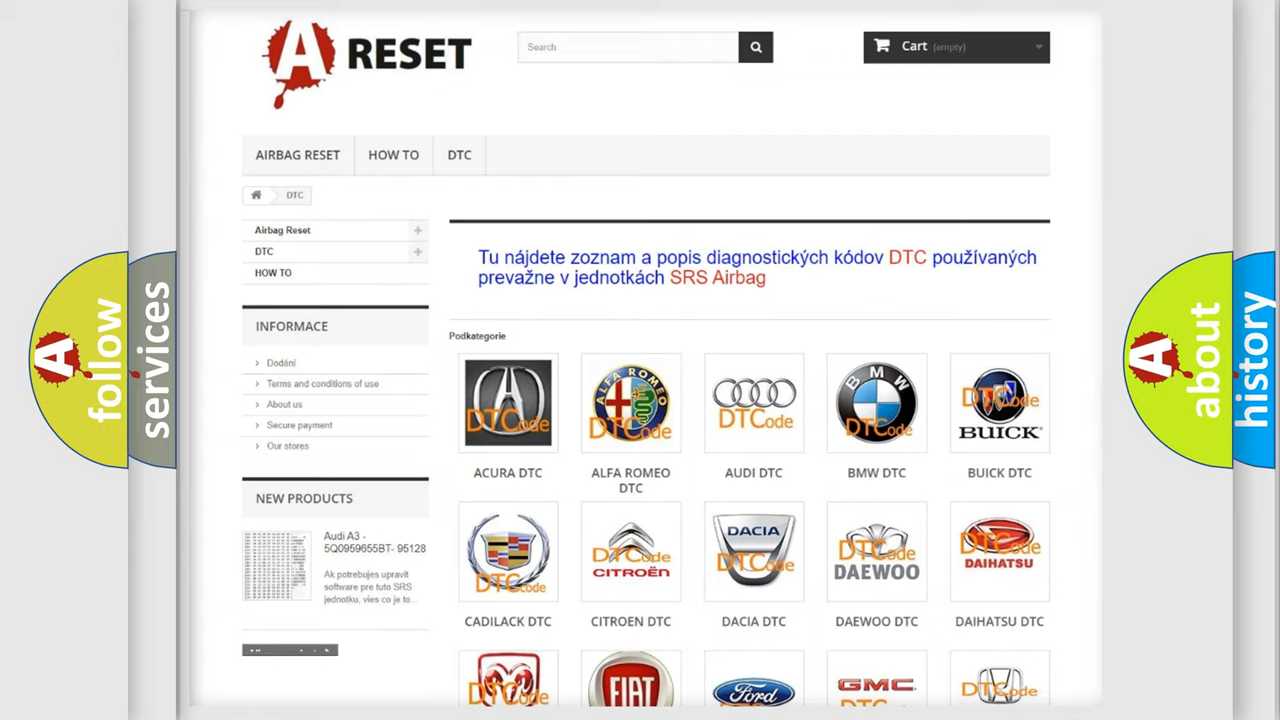 A RESET
Search
Cart (empty)
AIRBAG RESET
HOW TO
DTC
DTC
Airbag Reset
DTC
HOW TO
Tu nájdete zoznam a popis diagnostických kódov DTC používaných
prevažne v jednotkách SRS Airbag
INFORMACE
Dodání
Terms and conditions of use
About us
Secure payment
Our stores
Podkategorie
DTCode
ALFA ROMEO
DTCode
DTCode
BMW
DTCode
DTCode
BUICK
ACURA DTC
ALFA ROMEO
DTC
AUDI DTC
BMW DTC
BUICK DTC
NEW PRODUCTS
Audi A3 -
5Q0959655BT- 95128
Ak potrebujes upravit
software pre tuto SRS
jednotku, vies co je to...
DTCode
DTCode
CITROËN
DACIA
DTCode
DTCode
DAEWOO
DTCode
DAIHATSU
CADILACK DTC
CITROEN DTC
DACIA DTC
DAEWOO DTC
DAIHATSU DTC
DTCode
FIAT
Ford
GMC
DTCode
A follow
services
A about
history